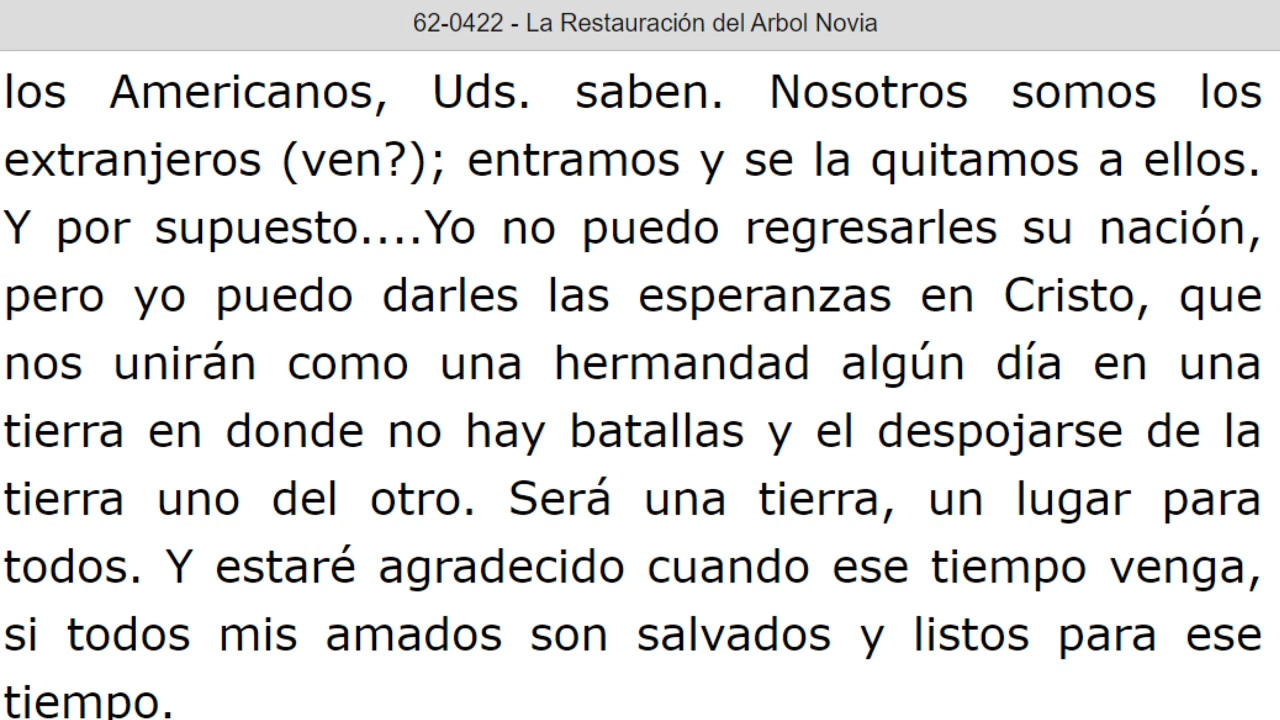 62-0422 - La Restauración del Arbol Novia
los Americanos, Uds. saben. Nosotros somos los
extranjeros (ven?); entramos y se la quitamos a ellos.
Y por supuesto....Yo no puedo regresarles su nación,
pero yo puedo darles las esperanzas en Cristo, que
nos unirán como una hermandad algún día en una
tierra en donde no hay batallas y el despojarse de la
tierra uno del otro. Será una tierra, un lugar para
todos. Y estaré agradecido cuando ese tiempo venga,
si todos mis amados son salvados y listos para ese
tiempo.